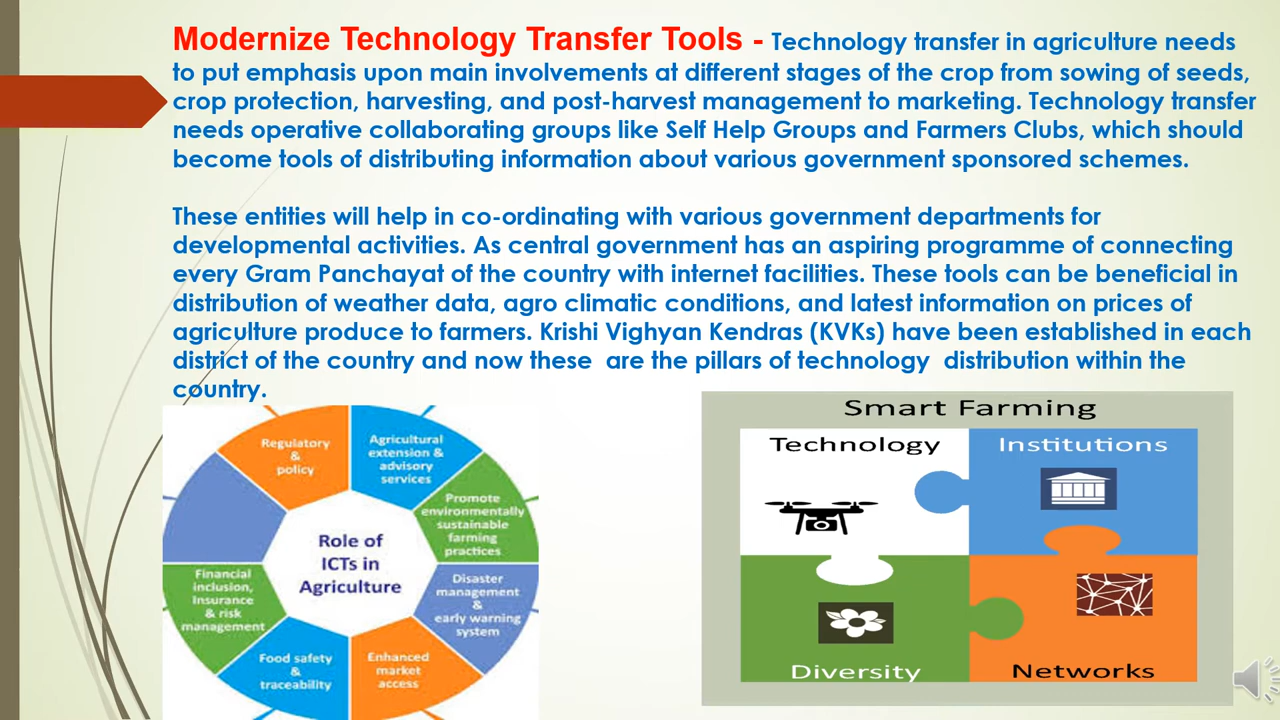 Modernize Technology Transfer Tools - Technology transfer in agriculture needs
to put emphasis upon main involvements at different stages of the crop from sowing of seeds,
crop protection, harvesting, and post-harvest management to marketing. Technology transfer
needs operative collaborating groups like Self Help Groups and Farmers Clubs, which should
become tools of distributing information about various government sponsored schemes.
These entities will help in co-ordinating with various government departments for
developmental activities. As central government has an aspiring programme of connecting
every Gram Panchayat of the country with internet facilities. These tools can be beneficial in
distribution of weather data, agro climatic conditions, and latest information on prices of
agriculture produce to farmers. Krishi Vighyan Kendras (KVKs) have been established in each
district of the country and now these are the pillars of technology distribution within the
country.
Regulatory
&
policy
Agricultural
extension &
advisory
services
Promote
environmentally
sustainable
farming
practices
Disaster
management
&
early warning
system
Enhanced
market
access
Food safety
&
traceability
Financial
inclusion,
insurance
& risk
management
Role of
ICTs in
Agriculture
Smart Farming
Technology
Institutions
Diversity
Networks